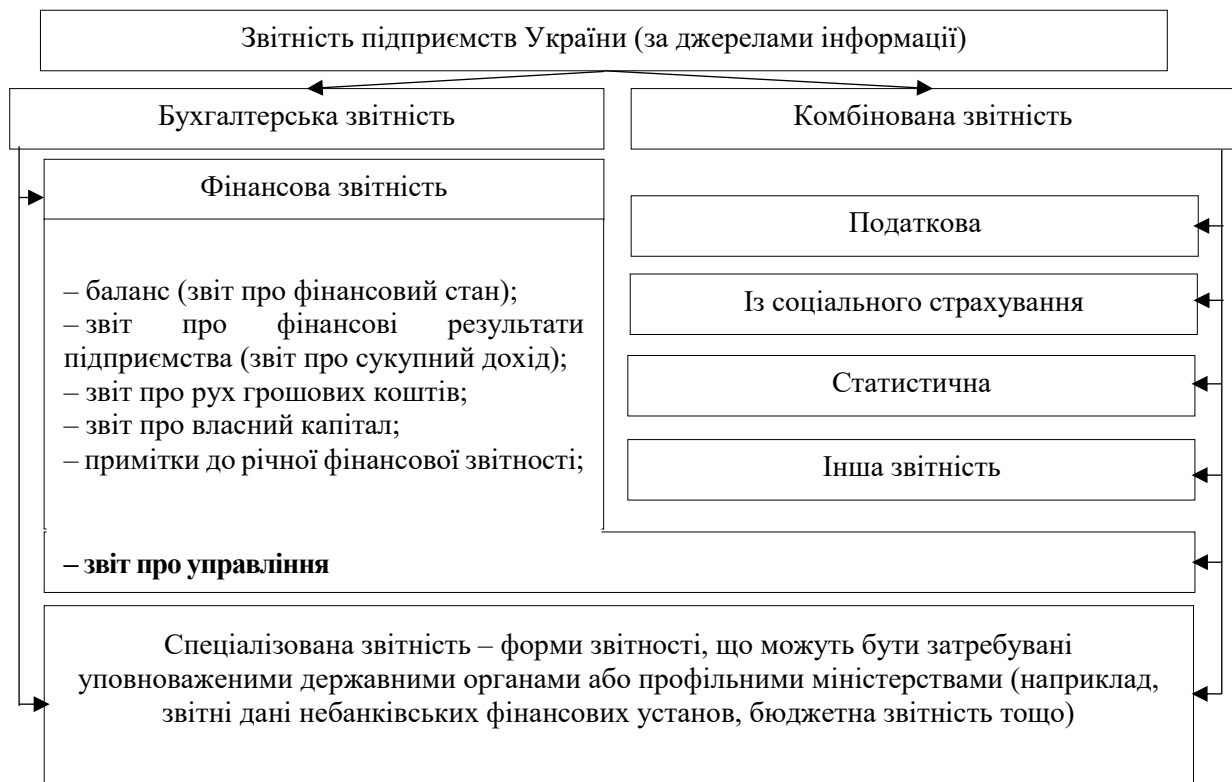 Звітність підприємств України (за джерелами інформації)
Бухгалтерська звітність
Комбінована звітність
Фінансова звітність
– баланс (звіт про фінансовий стан);
– звіт про фінансові результати
підприємства (звіт про сукупний дохід);
– звіт про рух грошових коштів;
– звіт про власний капітал;
– примітки до річної фінансової звітності;
Податкова
Із соціального страхування
Статистична
Інша звітність
– звіт про управління
Спеціалізована звітність – форми звітності, що можуть бути затребувані
уповноваженими державними органами або профільними міністерствами (наприклад,
звітні дані небанківських фінансових установ, бюджетна звітність тощо)